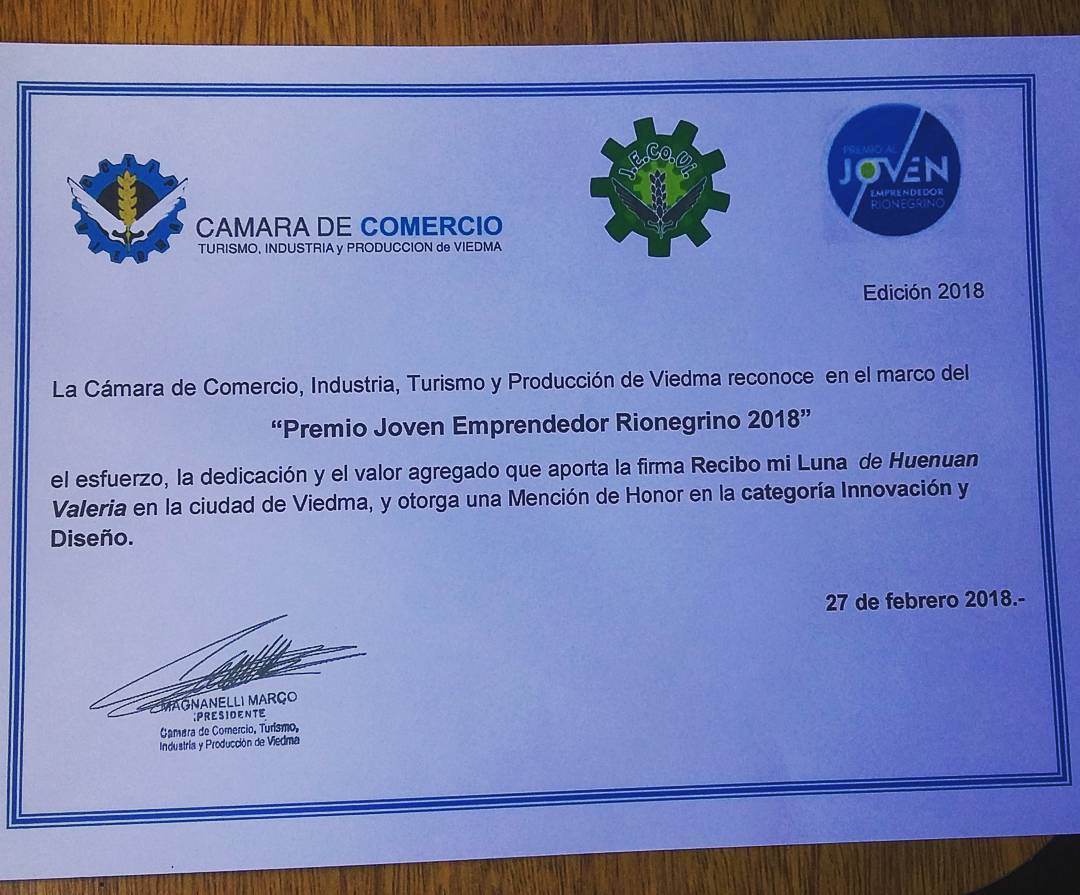 CAMARA DE COMERCIO
TURISMO, INDUSTRIA y PRODUCCION de VIEDMA
J.E.Co.Vi.
PREMIO AL
JOVEN
EMPRENDEDOR
RIONEGRINO
Edición 2018
La Cámara de Comercio, Industria, Turismo y Producción de Viedma reconoce en el marco del
“Premio Joven Emprendedor Rionegrino 2018”
el esfuerzo, la dedicación y el valor agregado que aporta la firma Recibo mi Luna de Huenuan
Valeria en la ciudad de Viedma, y otorga una Mención de Honor en la categoría Innovación y
Diseño.
27 de febrero 2018.-
MAGNANELLI MARCO
PRESIDENTE
Camara de Comercio, Turismo,
Industria y Producción de Viedma